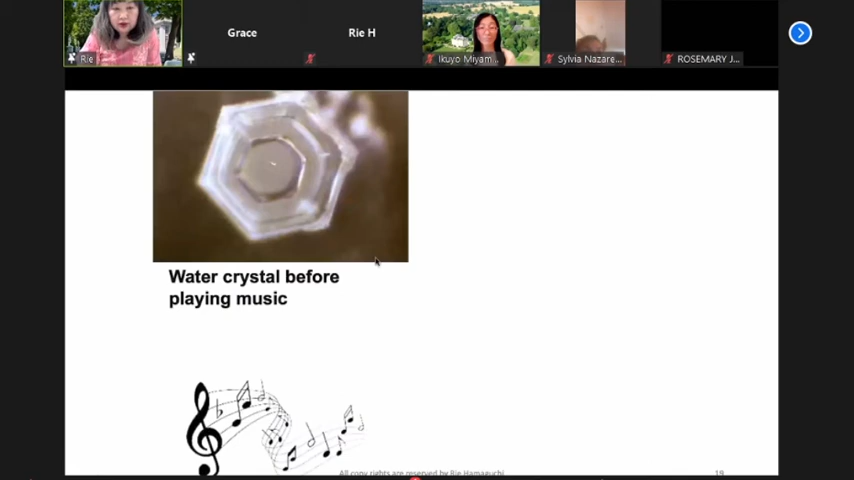 Grace
Rie H
Rie
Ikuyo Miyam...
Sylvia Nazare...
ROSEMARY J...
Water crystal before
playing music
All copy rights are reserved by Rie Hamaguchi
19